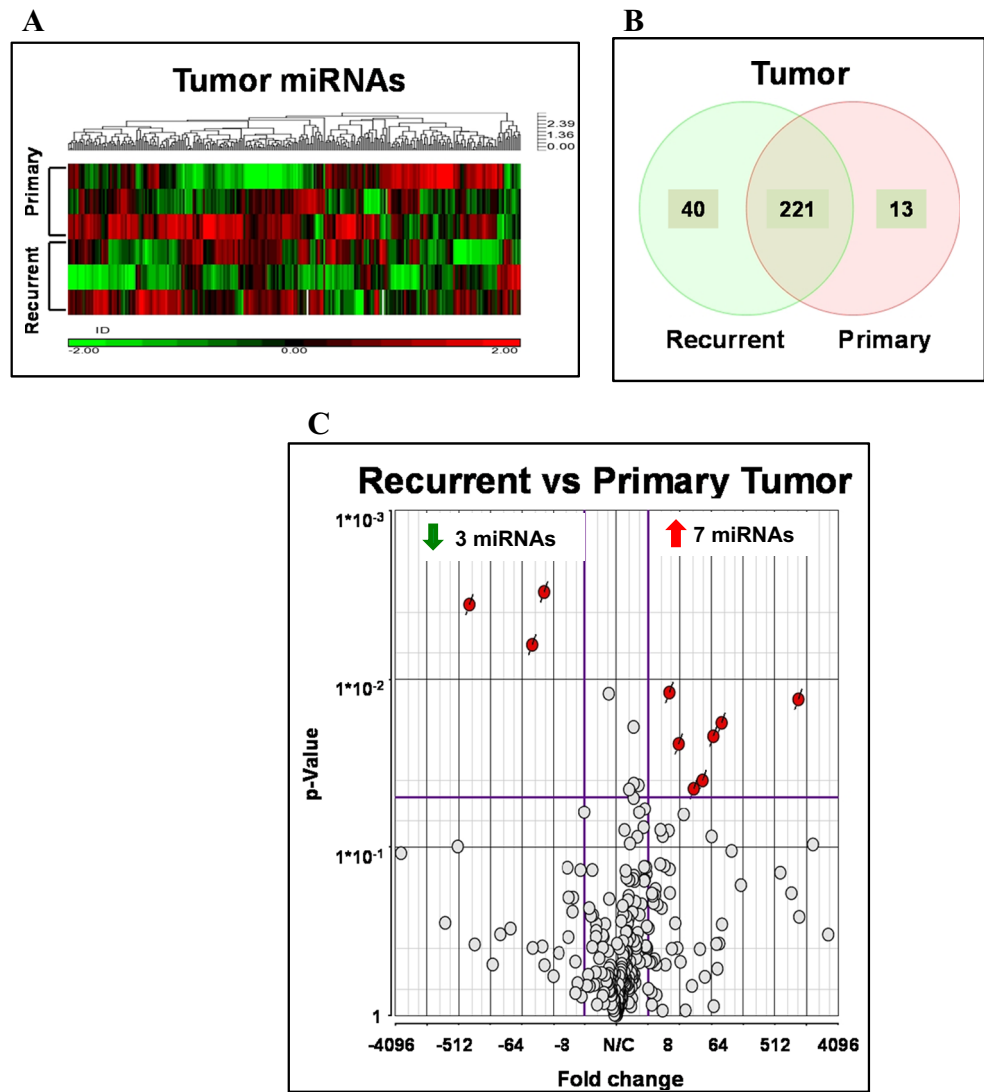 A
Tumor miRNAs
2.39
1.36
0.00
Primary
Recurrent
ID
-2.00 0.00 2.00
B
Tumor
40 221 13
Recurrent Primary
C
Recurrent vs Primary Tumor
1*10-3
3 miRNAs 7 miRNAs
1*10-2
p-Value
1*10-1
1
-4096 -512 -64 -8 N/C 8 64 512 4096
Fold change